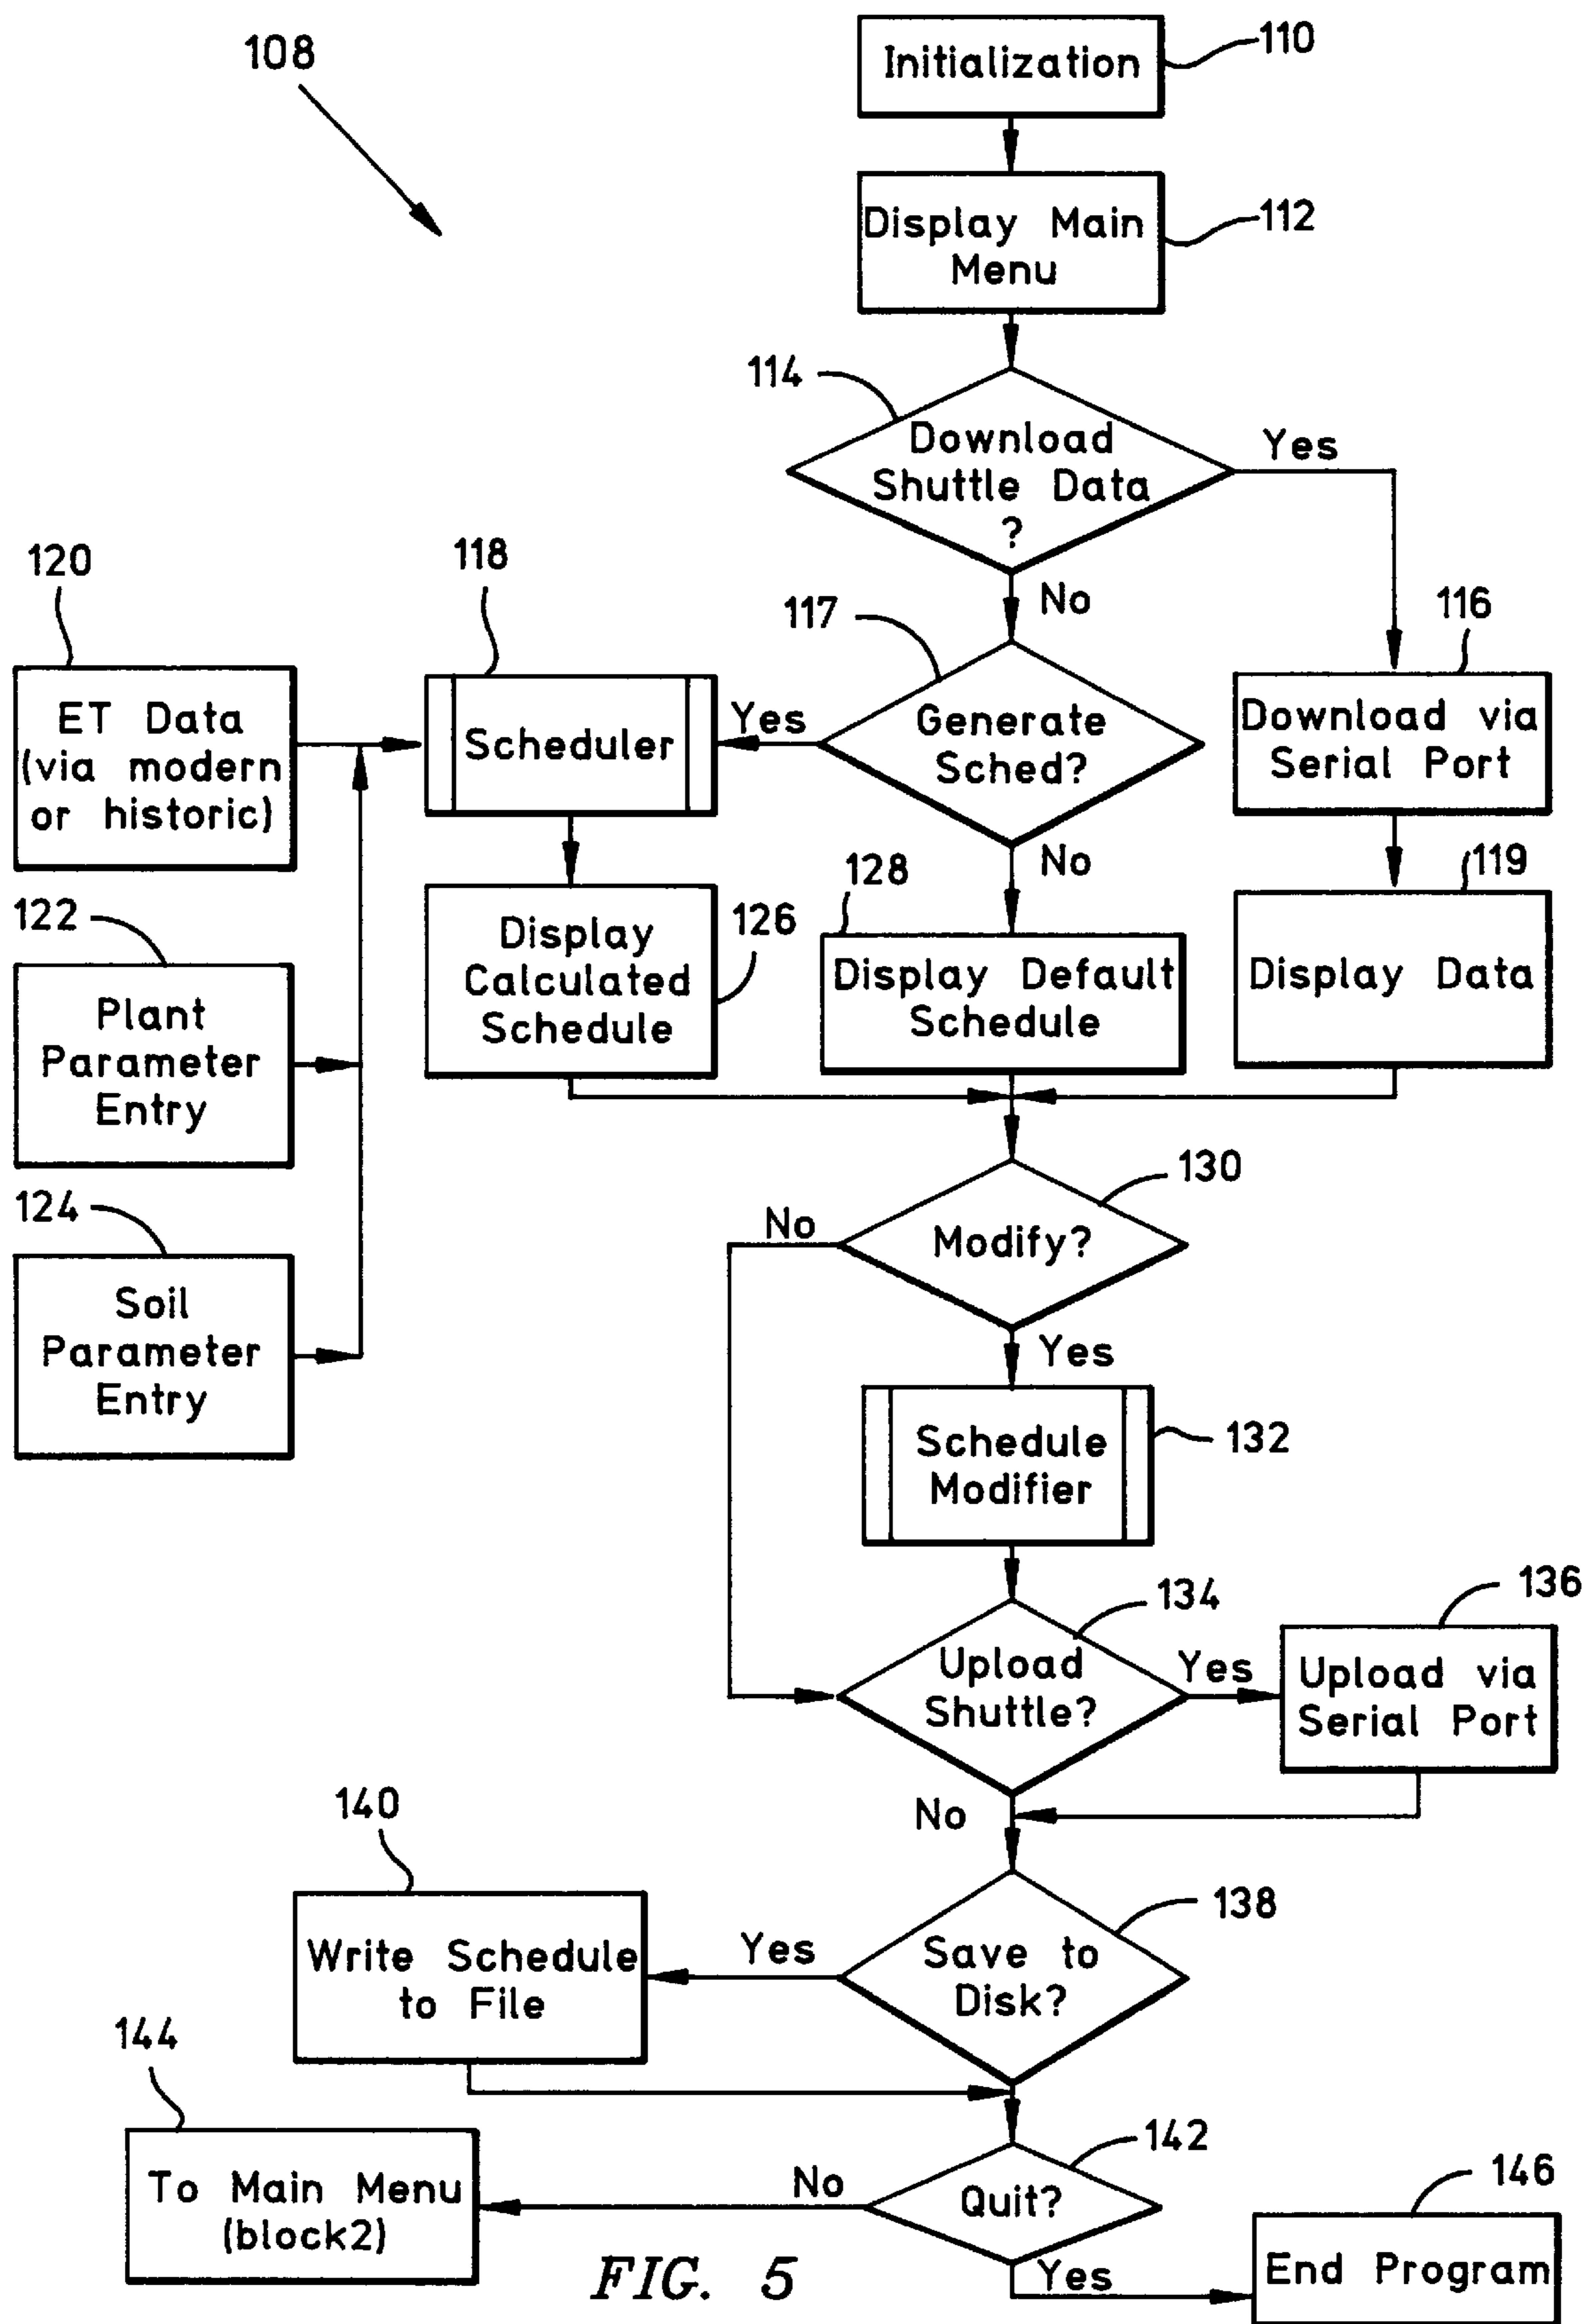 108
Initialization
110
Display Main
Menu
112
114
Download
Shuttle Data
?
Yes
No
120
118
117
116
ET Data
(via modern
or historic)
Scheduler
Yes
Generate
Sched?
Download via
Serial Port
No
119
122
Display
Calculated
Schedule
126
128
Display Default
Schedule
Display Data
Plant
Parameter
Entry
124
Soil
Parameter
Entry
130
No
Modify?
Yes
Schedule
Modifier
132
134
136
Upload
Shuttle?
Yes
Upload via
Serial Port
No
140
138
Write Schedule
to File
Yes
Save to
Disk?
144
142
To Main Menu
(block2)
No
Quit?
146
Yes
End Program
FIG. 5